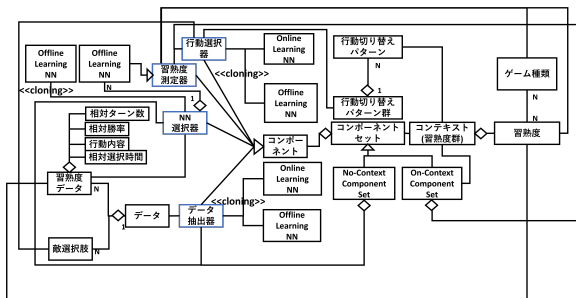 Offline
Learning
NN
Offline
Learning
NN
<<cloning>>
N
習熟度
測定器
行動選択
器
Online
Learning
NN
<<cloning>>
Offline
Learning
NN
行動切り替え
パターン
N
1
行動切り替え
パターン群
ゲーム種類
N
N
1
NN
選択器
相対ターン数
相対勝率
行動内容
相対選択時間
コンポー
ネント
コンポーネント
セット
コンテキスト
(習熟度群)
習熟度
習熟度
データ
N
Online
Learning
NN
<<cloning>>
Offline
Learning
NN
No-Context
Component
Set
On-Context
Component
Set
データ
1
データ
抽出器
敵選択肢
N